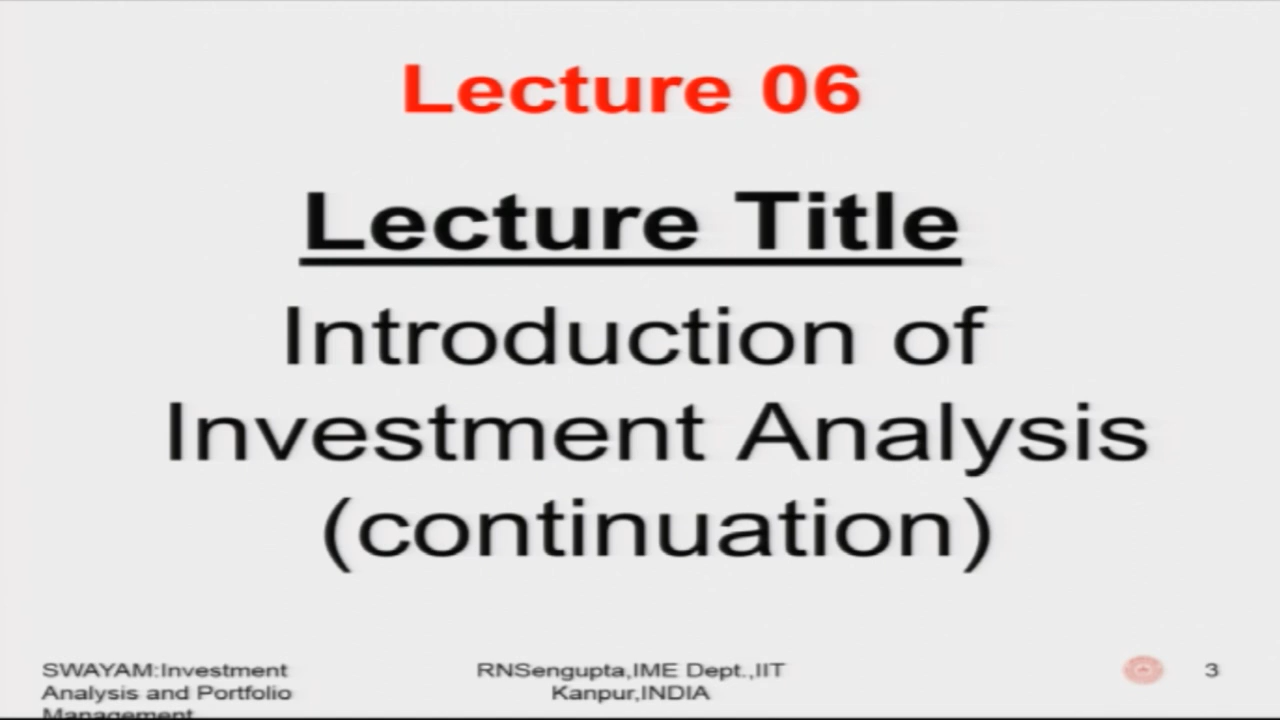 Lecture 06
Lecture Title
Introduction of
Investment Analysis
(continuation)
SWAYAM:Investment
Analysis and Portfolio
Management
RNSengupta,IME Dept.,IIT
Kanpur,INDIA
3